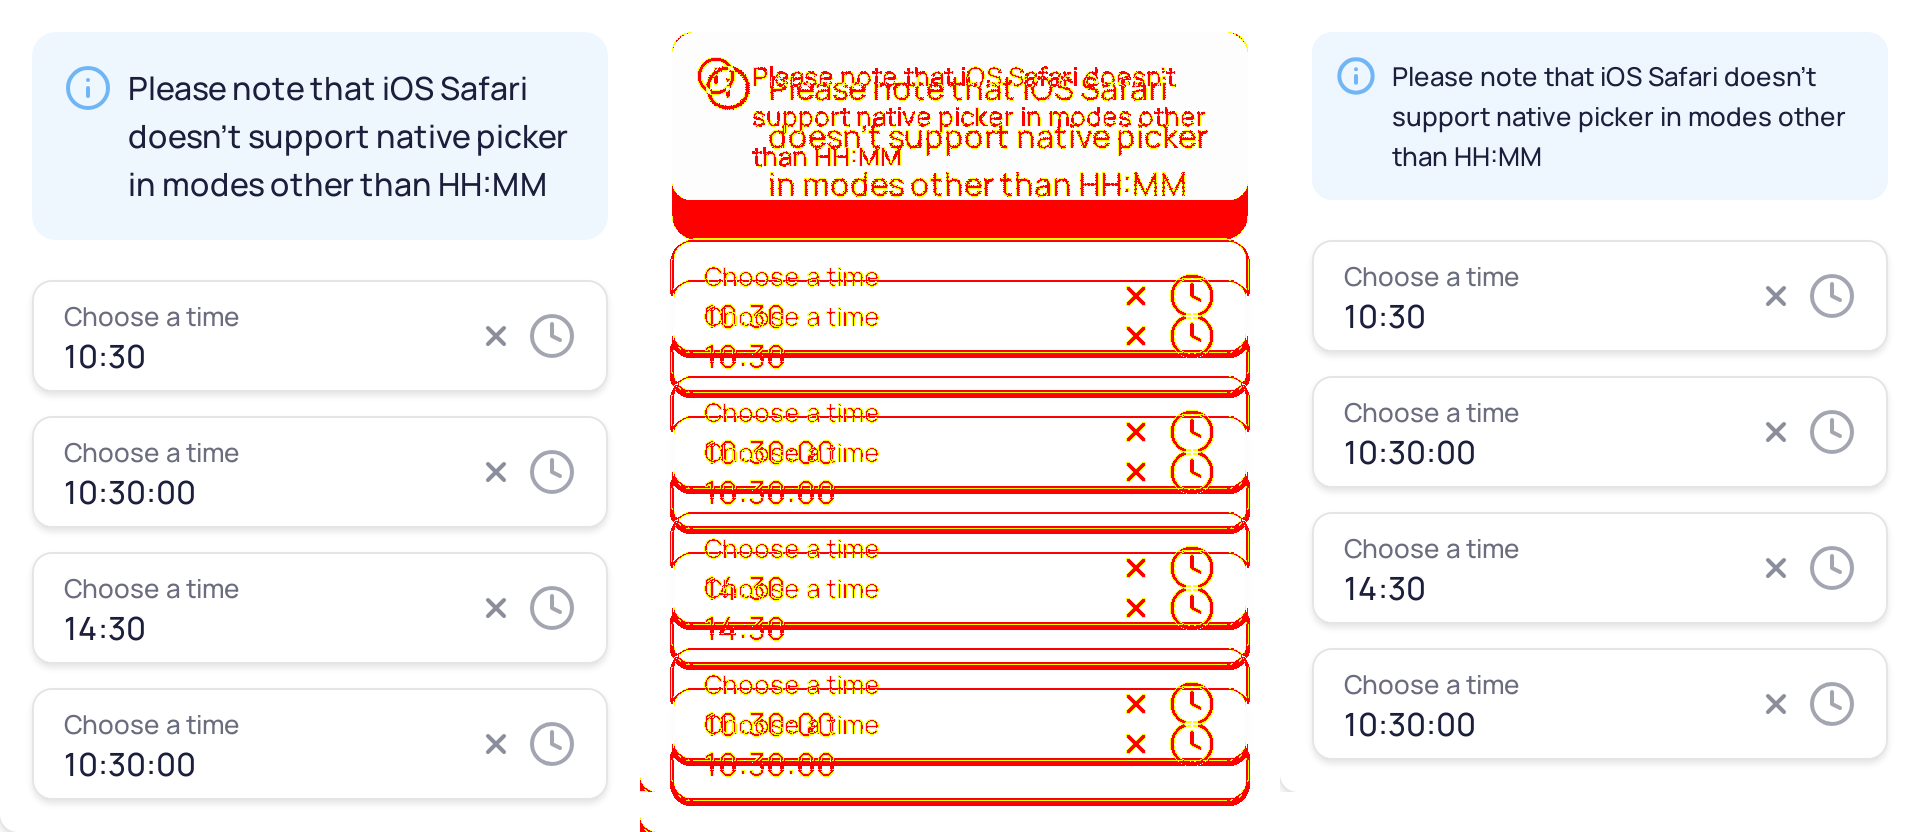 Please note that iOS Safari
doesn't support native picker
in modes other than HH:MM
Choose a time
10:30
Choose a time
10:30:00
Choose a time
14:30
Choose a time
10:30:00
Please note that iOS Safari doesn't
support native picker in modes other
than HH:MM
Please note that iOS Safari
doesn't support native picker
in modes other than HH:MM
Choose a time
10:30
Choose a time
10:30
Choose a time
10:30:00
Choose a time
10:30:00
Choose a time
14:30
Choose a time
14:30
Choose a time
10:30:00
Choose a time
10:30:00
Please note that iOS Safari doesn't
support native picker in modes other
than HH:MM
Choose a time
10:30
Choose a time
10:30:00
Choose a time
14:30
Choose a time
10:30:00